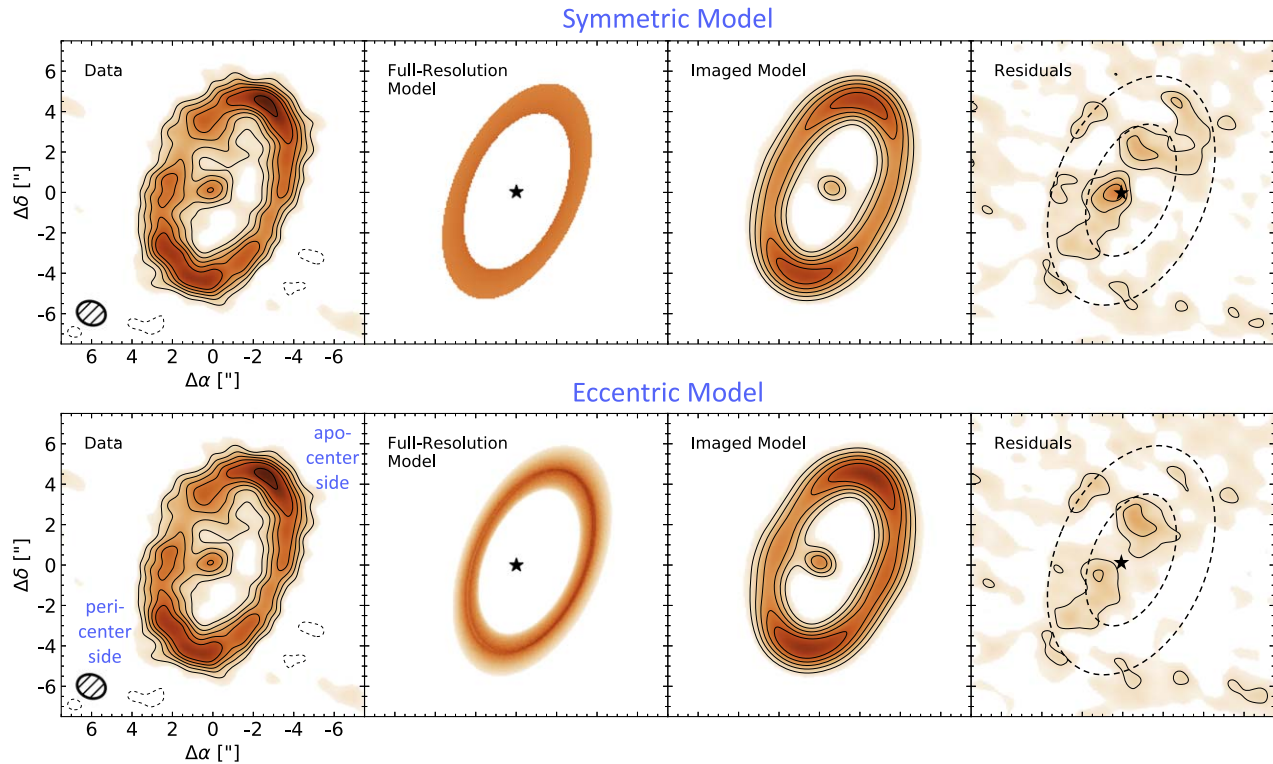 Symmetric Model
Data
Full-Resolution
Model
Imaged Model
Residuals
6
4
2
0
-2
-4
-6
Δδ ["]
6 4 2 0 -2 -4 -6
Δα ["]
Eccentric Model
Data
apo-
center
side
peri-
center
side
Full-Resolution
Model
Imaged Model
Residuals
6
4
2
0
-2
-4
-6
Δδ ["]
6 4 2 0 -2 -4 -6
Δα ["]